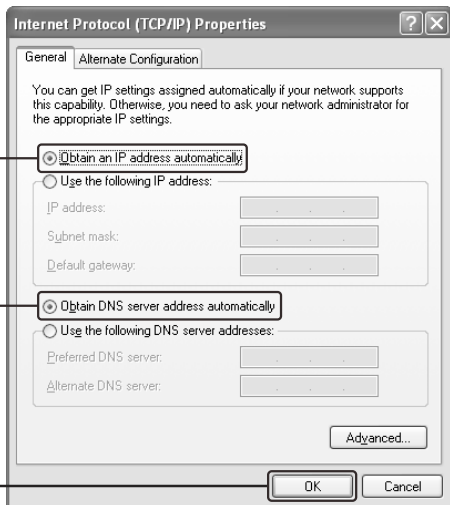 Internet Protocol (TCP/IP) Properties
General
Alternate Configuration
You can get IP settings assigned automatically if your network supports
this capability. Otherwise, you need to ask your network administrator for
the appropriate IP settings.
Obtain an IP address automatically
Use the following IP address:
IP address:
Subnet mask:
Default gateway:
Obtain DNS server address automatically
Use the following DNS server addresses:
Preferred DNS server:
Alternate DNS server:
Advanced...
OK
Cancel